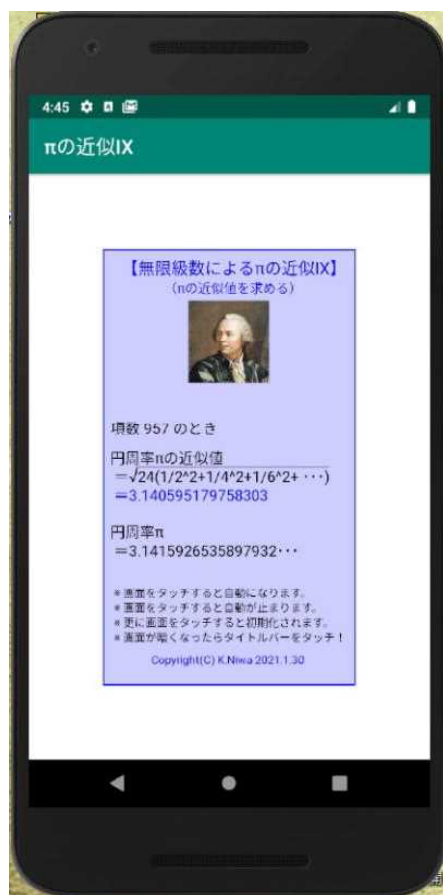 4:45
πの近似IX
【無限級数によるπの近似IX】
(πの近似値を求める)
項数 957 のとき
円周率πの近似値
=√24(1/2^2+1/4^2+1/6^2+ ・・・)
=3.140595179758303
円周率π
=3.1415926535897932・・・
※画面をタッチすると自動になります。
※画面をタッチすると自動が止まります。
※更に画面をタッチすると初期化されます。
※画面が暗くなったらタイトルバーをタッチ！
Copyright(C) K.Niwa 2021.1.30